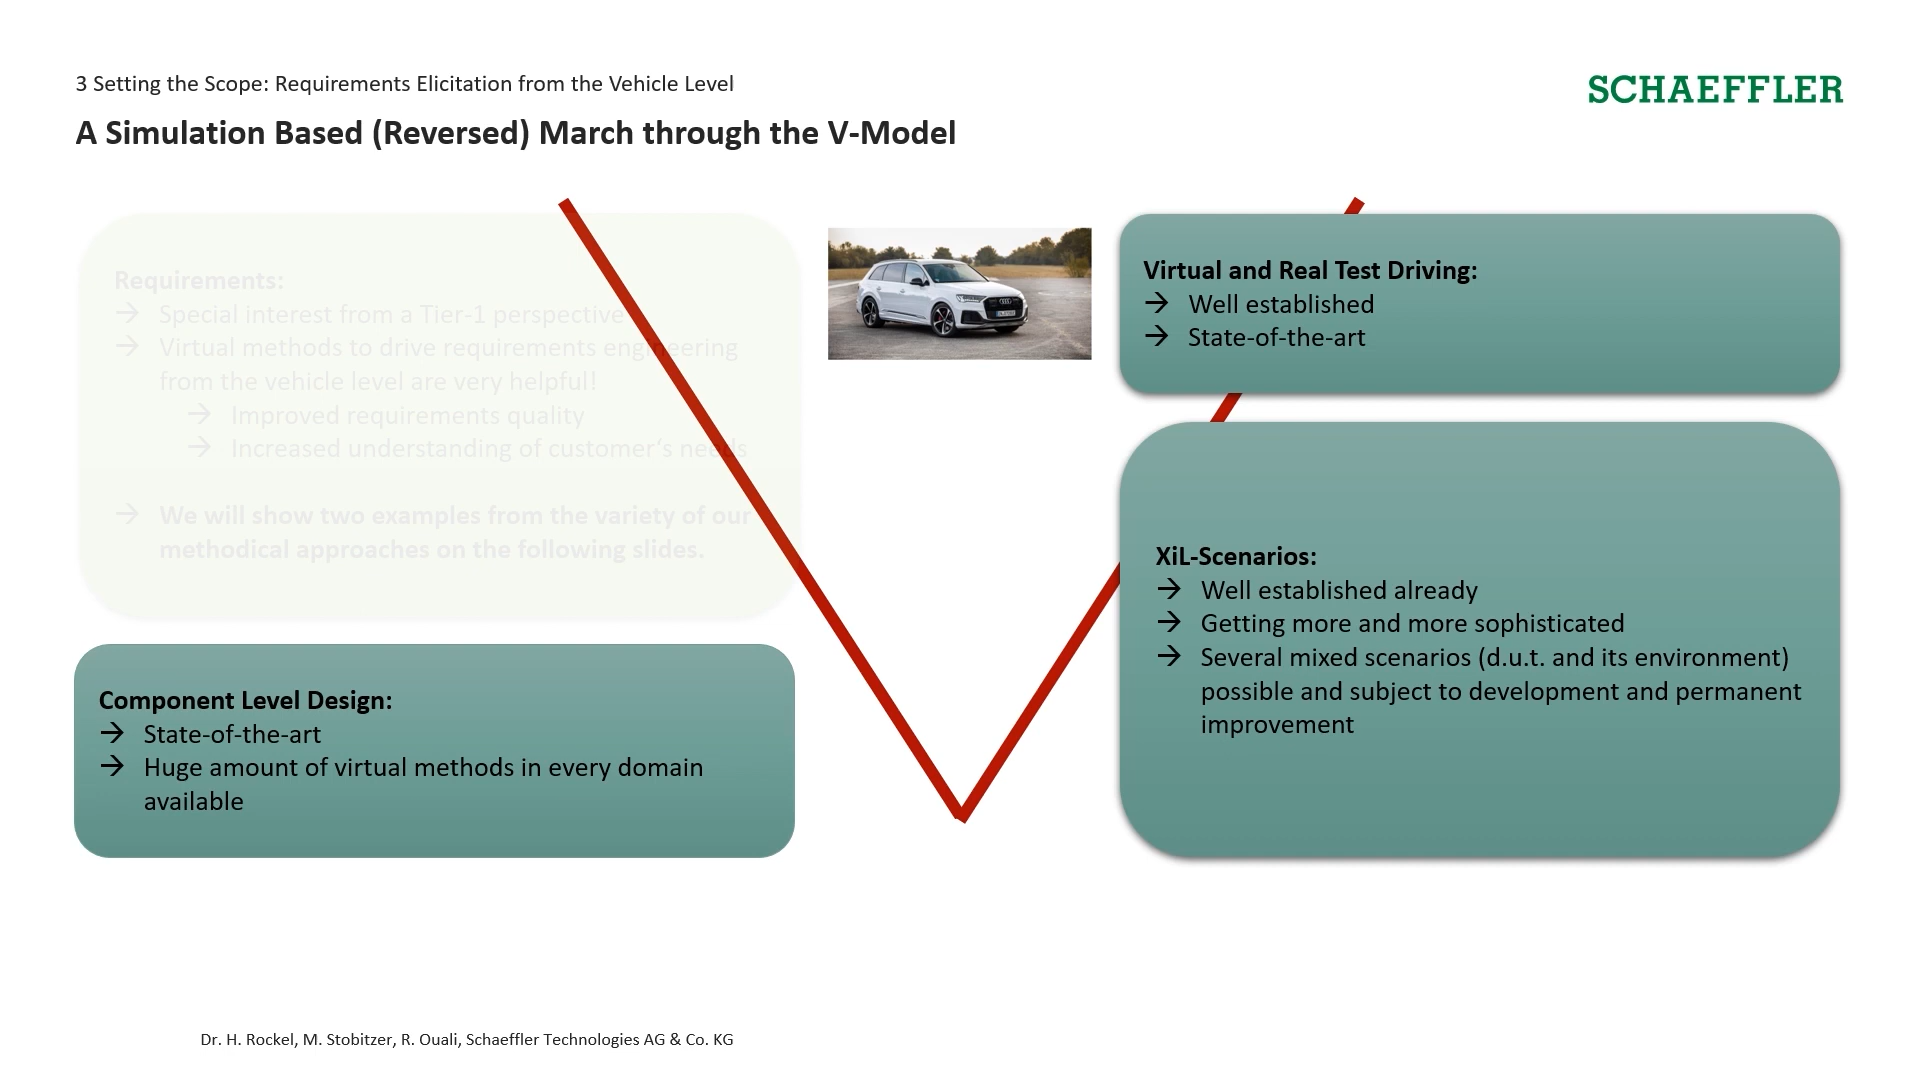 3 Setting the Scope: Requirements Elicitation from the Vehicle Level
SCHAEFFLER
A Simulation Based (Reversed) March through the V-Model
Requirements:
→ Special interest from a Tier-1 perspective
→ Virtual methods to drive requirements engineering
from the vehicle level are very helpful!
→ Improved requirements quality
→ Increased understanding of customer's needs
→ We will show two examples from the variety of our
methodical approaches on the following slides.
Component Level Design:
→ State-of-the-art
→ Huge amount of virtual methods in every domain
available
Virtual and Real Test Driving:
→ Well established
→ State-of-the-art
XiL-Scenarios:
→ Well established already
→ Getting more and more sophisticated
→ Several mixed scenarios (d.u.t. and its environment)
possible and subject to development and permanent
improvement
Dr. H. Rockel, M. Stobitzer, R. Ouali, Schaeffler Technologies AG & Co. KG